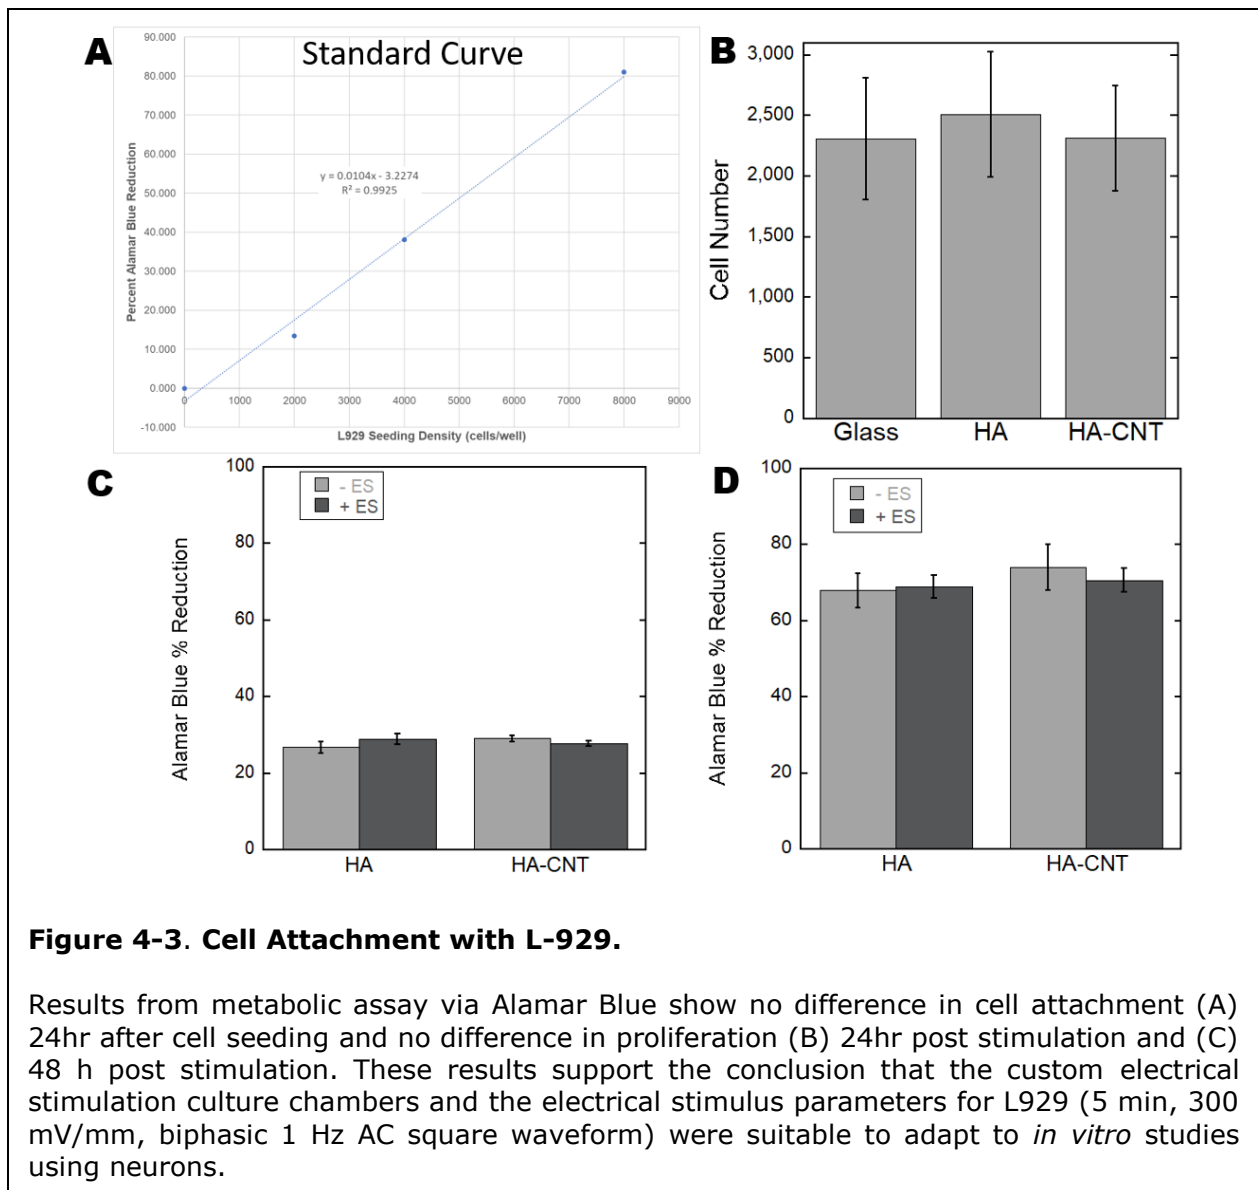 A
Standard Curve
90.000
80.000
70.000
60.000
50.000
40.000
30.000
20.000
10.000
0.000
-10.000
Percent Alamar Blue Reduction
y = 0.0104x - 3.2274
R² = 0.9925
0 1000 2000 3000 4000 5000 6000 7000 8000 9000
L929 Seeding Density (cells/well)
B
3,000
2,500
2,000
1,500
1,000
500
0
Cell Number
Glass HA HA-CNT
C
100
80
60
40
20
0
Alamar Blue % Reduction
- ES
+ ES
HA HA-CNT
D
100
80
60
40
20
0
Alamar Blue % Reduction
- ES
+ ES
HA HA-CNT
Figure 4-3. Cell Attachment with L-929.
Results from metabolic assay via Alamar Blue show no difference in cell attachment (A)
24hr after cell seeding and no difference in proliferation (B) 24hr post stimulation and (C)
48 h post stimulation. These results support the conclusion that the custom electrical
stimulation culture chambers and the electrical stimulus parameters for L929 (5 min, 300
mV/mm, biphasic 1 Hz AC square waveform) were suitable to adapt to in vitro studies
using neurons.